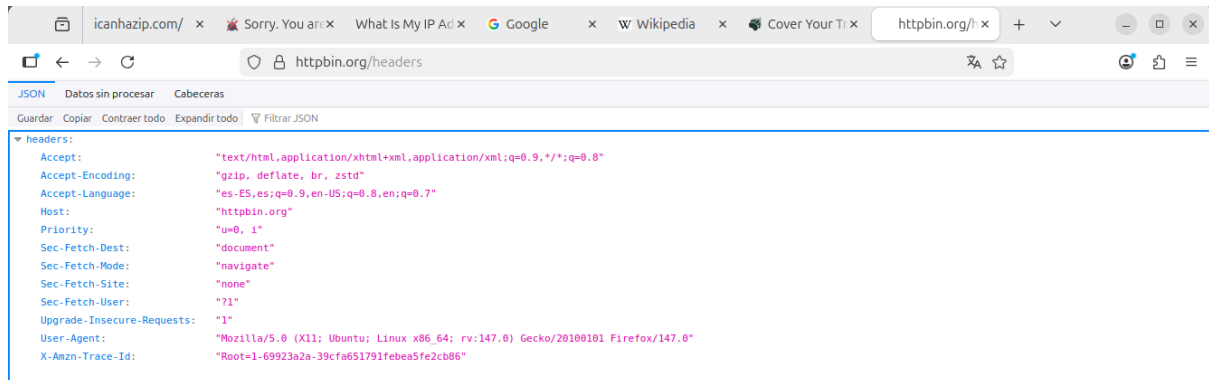 icanhazip.com/ Sorry. You are What Is My IP Ad Google Wikipedia Cover Your Tr httpbin.org/h
httpbin.org/headers
JSON Datos sin procesar Cabeceras
Guardar Copiar Contraer todo Expandir todo Filtrar JSON
headers:
Accept: "text/html,application/xhtml+xml,application/xml;q=0.9,*/*;q=0.8"
Accept-Encoding: "gzip, deflate, br, zstd"
Accept-Language: "es-ES,es;q=0.9,en-US;q=0.8,en;q=0.7"
Host: "httpbin.org"
Priority: "u=0, i"
Sec-Fetch-Dest: "document"
Sec-Fetch-Mode: "navigate"
Sec-Fetch-Site: "none"
Sec-Fetch-User: "?1"
Upgrade-Insecure-Requests: "1"
User-Agent: "Mozilla/5.0 (X11; Ubuntu; Linux x86_64; rv:147.0) Gecko/20100101 Firefox/147.0"
X-Amzn-Trace-Id: "Root=1-69923a2a-39cfa651791febea5fe2cb86"